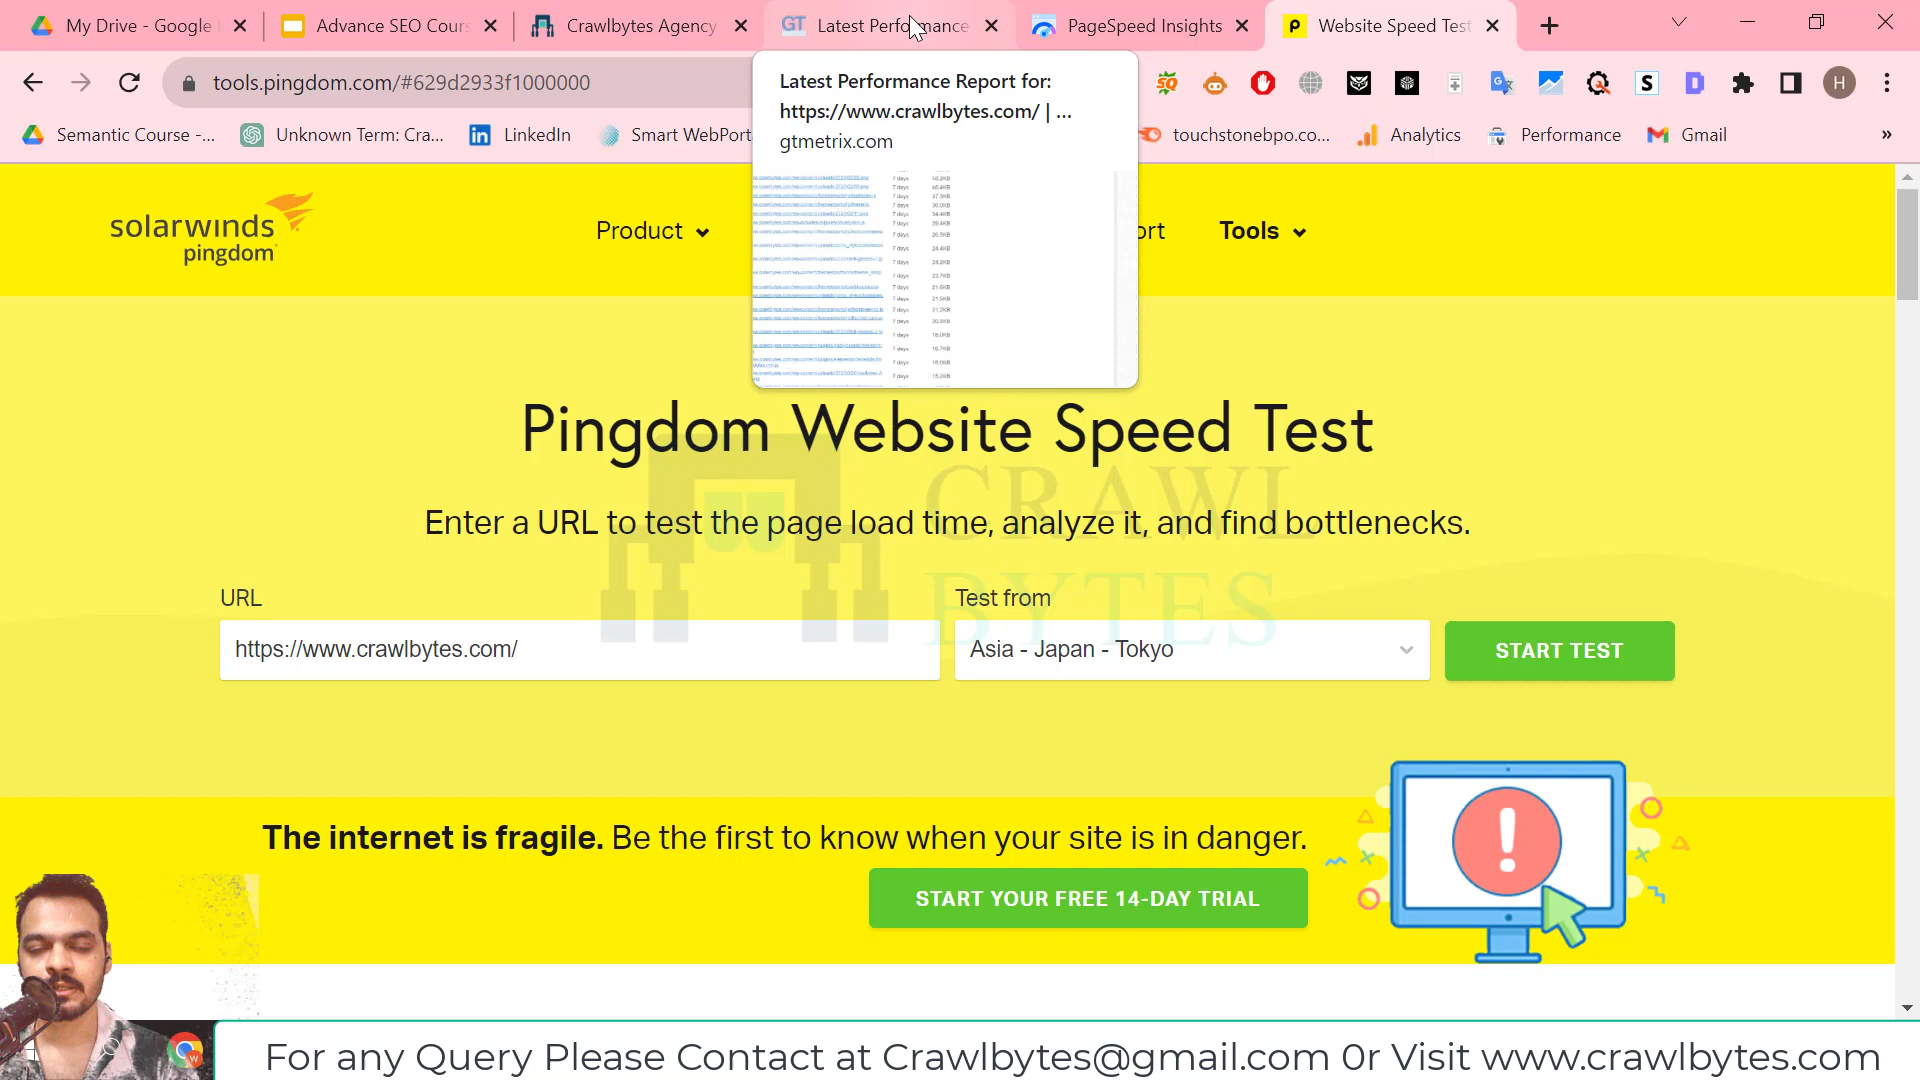 My Drive - Google
Advance SEO Cours
Crawlbytes Agency
GT Latest Performance
PageSpeed Insights
Website Speed Test
tools.pingdom.com/#629d2933f1000000
H
Semantic Course -...
Unknown Term: Cra...
LinkedIn
Smart WebPort
touchstonebpo.co...
Analytics
Performance
Gmail
»
Latest Performance Report for:
https://www.crawlbytes.com/ | ...
gtmetrix.com
solarwinds
pingdom
Product
ort
Tools
Pingdom Website Speed Test
CRAWL
BYTES
Enter a URL to test the page load time, analyze it, and find bottlenecks.
URL
Test from
https://www.crawlbytes.com/
Asia - Japan - Tokyo
START TEST
The internet is fragile. Be the first to know when your site is in danger.
START YOUR FREE 14-DAY TRIAL
For any Query Please Contact at Crawlbytes@gmail.com 0r Visit www.crawlbytes.com